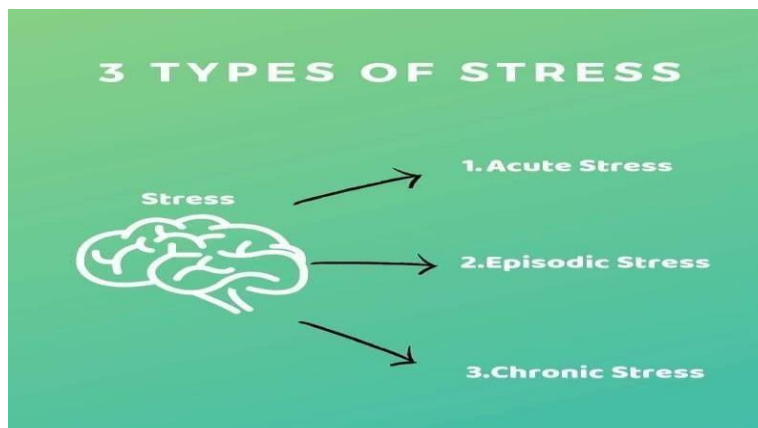 3 TYPES OF STRESS
Stress
1. Acute Stress
2.Episodic Stress
3.Chronic Stress